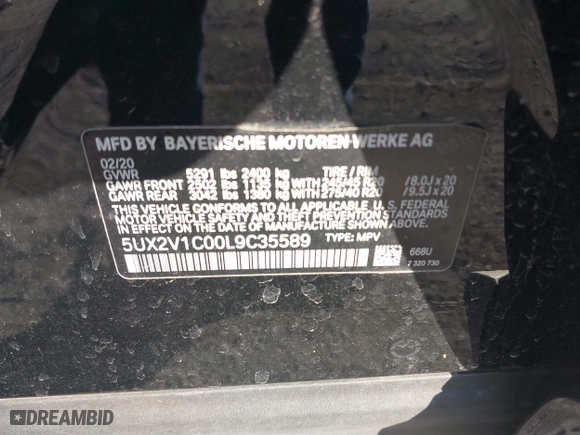 MFD BY BAYERISCHE MOTOREN WERKE AG
02/20
GVWR 5291 lbs 2400 kg TIRE / RIM
GAWR FRONT 2502 lbs 1135 kg WITH 245/45 R20 / 8.0J x 20
GAWR REAR 3042 lbs 1380 kg WITH 275/40 R20 / 9.5J x 20
THIS VEHICLE CONFORMS TO ALL APPLICABLE U. S. FEDERAL
MOTOR VEHICLE SAFETY AND THEFT PREVENTION
STANDARDS IN EFFECT ON THE DATE OF MANUFACTURE SHOWN ABOVE.
5UX2V1C00L9C35589 TYPE: MPV
668U
7 320 730
DREAMBID